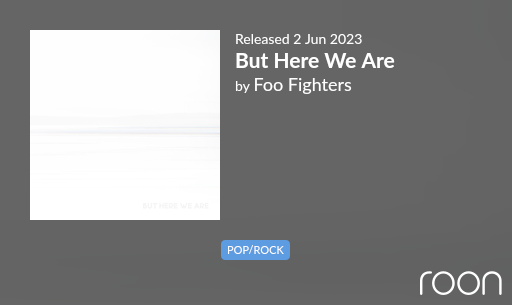 Released 2 Jun 2023
But Here We Are
by Foo Fighters
BUT HERE WE ARE
POP/ROCK
roon